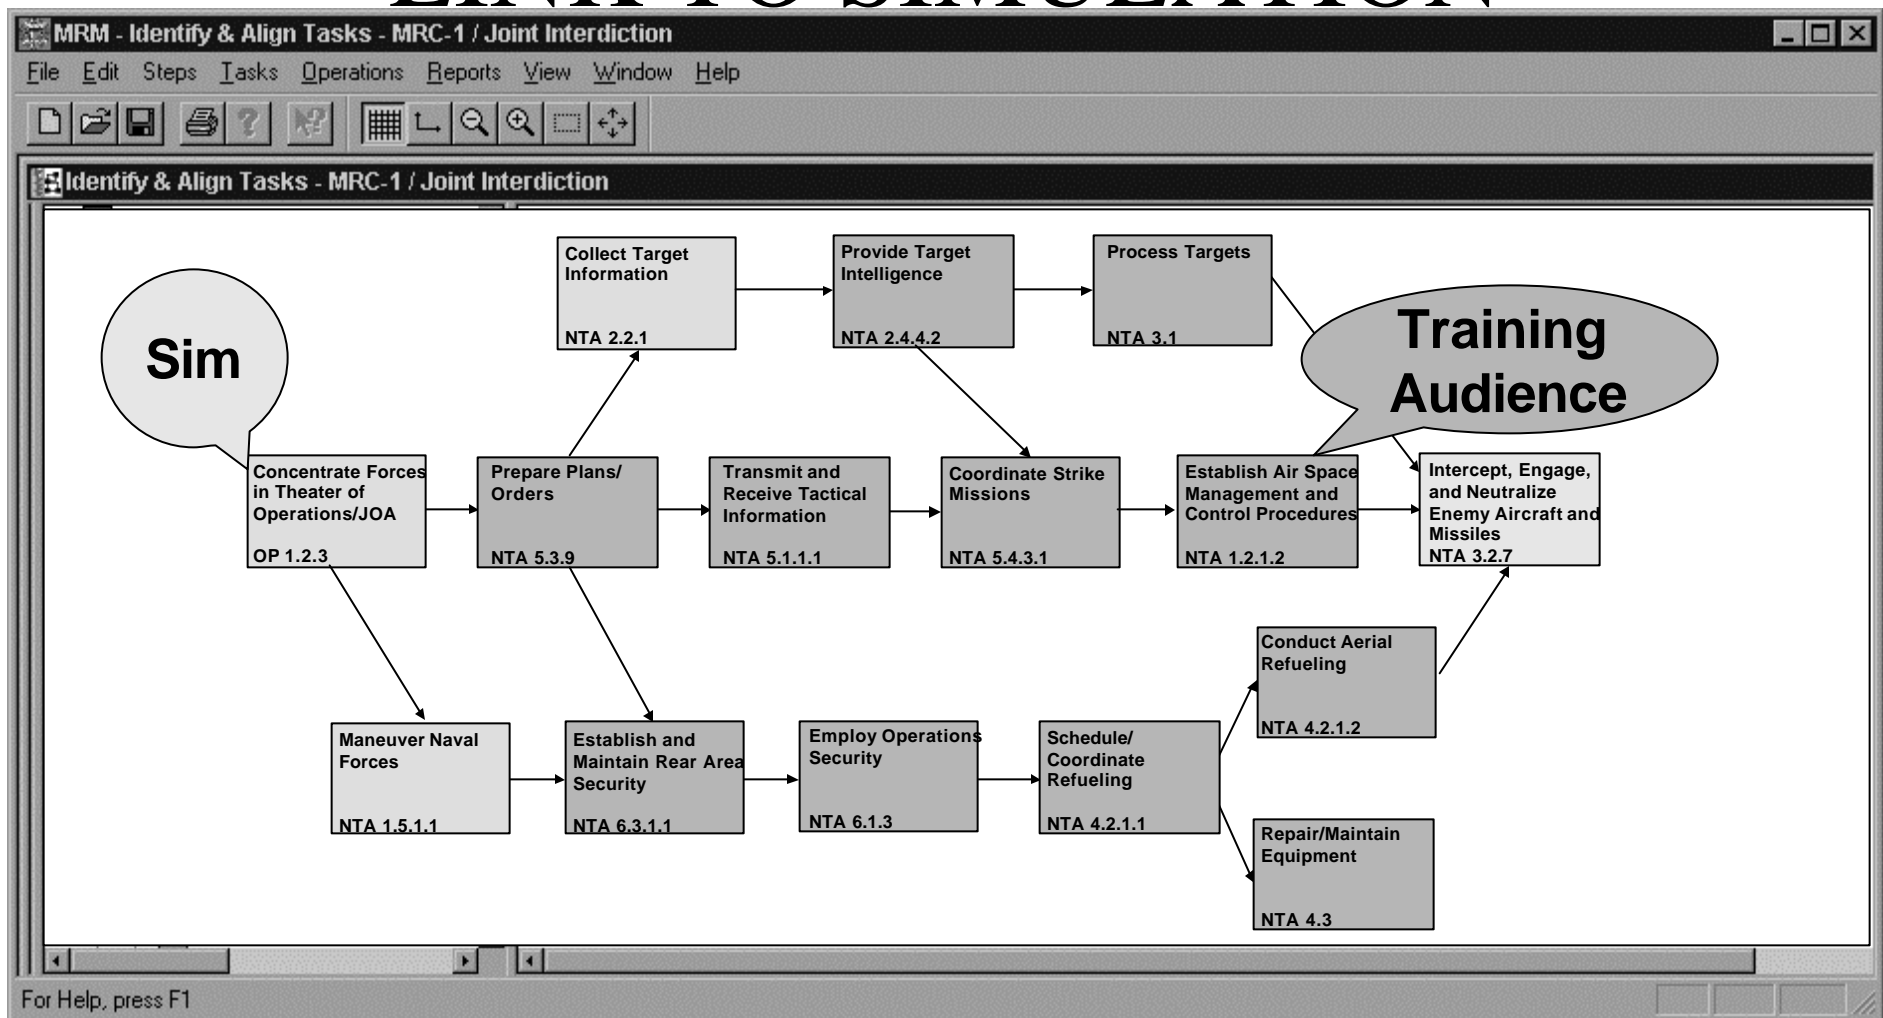 LINK TO SIMULATION
MRM - Identify & Align Tasks - MRC-1 / Joint Interdiction
File Edit Steps Tasks Operations Reports View Window Help
Identify & Align Tasks - MRC-1 / Joint Interdiction
Collect Target
Information
NTA 2.2.1
Provide Target
Intelligence
NTA 2.4.4.2
Process Targets
NTA 3.1
Sim
Training
Audience
Concentrate Forces
in Theater of
Operations/JOA
OP 1.2.3
Prepare Plans/
Orders
NTA 5.3.9
Transmit and
Receive Tactical
Information
NTA 5.1.1.1
Coordinate Strike
Missions
NTA 5.4.3.1
Establish Air Space
Management and
Control Procedures
NTA 1.2.1.2
Intercept, Engage,
and Neutralize
Enemy Aircraft and
Missiles
NTA 3.2.7
Conduct Aerial
Refueling
NTA 4.2.1.2
Maneuver Naval
Forces
NTA 1.5.1.1
Establish and
Maintain Rear Area
Security
NTA 6.3.1.1
Employ Operations
Security
NTA 6.1.3
Schedule/
Coordinate
Refueling
NTA 4.2.1.1
Repair/Maintain
Equipment
NTA 4.3
For Help, press F1